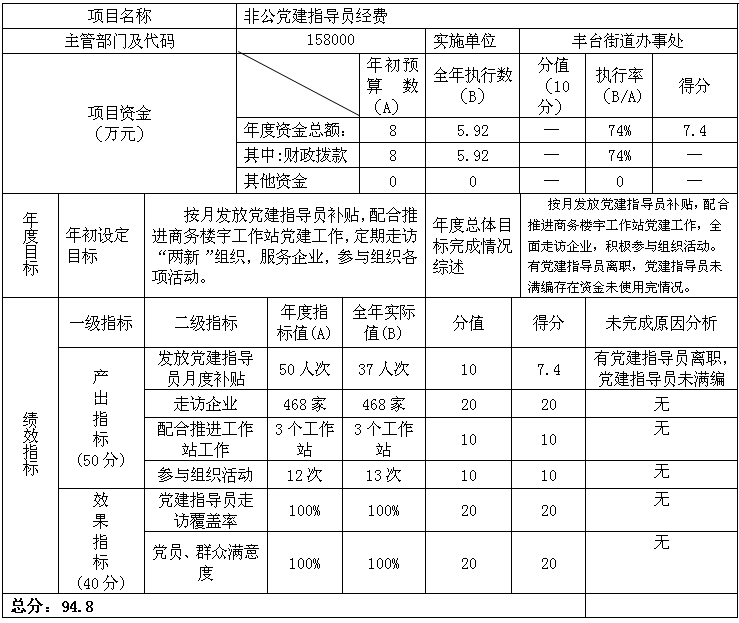 项目名称 非公党建指导员经费
主管部门及代码 158000 实施单位 丰台街道办事处
项目资金
（万元）
年初预
算 数
（A）
全年执行数
（B）
分值
（10
分）
执行率
（B/A）
得分
年度资金总额： 8 5.92 — 74% 7.4
其中:财政拨款 8 5.92 — 74% —
其他资金 0 0 — 0 —
年
度
目
标
年初设定
目标
按月发放党建指导员补贴，配合推
进商务楼宇工作站党建工作，定期走访
“两新”组织，服务企业，参与组织各
项活动。
年度总体目
标完成情况
综述
按月发放党建指导员补贴，配合
推进商务楼宇工作站党建工作，全
面走访企业，积极参与组织活动。
有党建指导员离职，党建指导员未
满编存在资金未使用完情况。
绩
效
指
标
一级指标 二级指标
年度指
标值(A)
全年实际
值(B)
分值 得分 未完成原因分析
产
出
指
标
(50分)
发放党建指导
员月度补贴
50人次 37人次 10 7.4
有党建指导员离职，
党建指导员未满编
走访企业 468家 468家 20 20 无
配合推进工作
站工作
3个工作
站
3个工作
站
10 10 无
参与组织活动 12次 13次 10 10 无
效
果
指
标
(40分)
党建指导员走
访覆盖率
100% 100% 20 20 无
党员、群众满意
度
100% 100% 20 20 无
总分：94.8